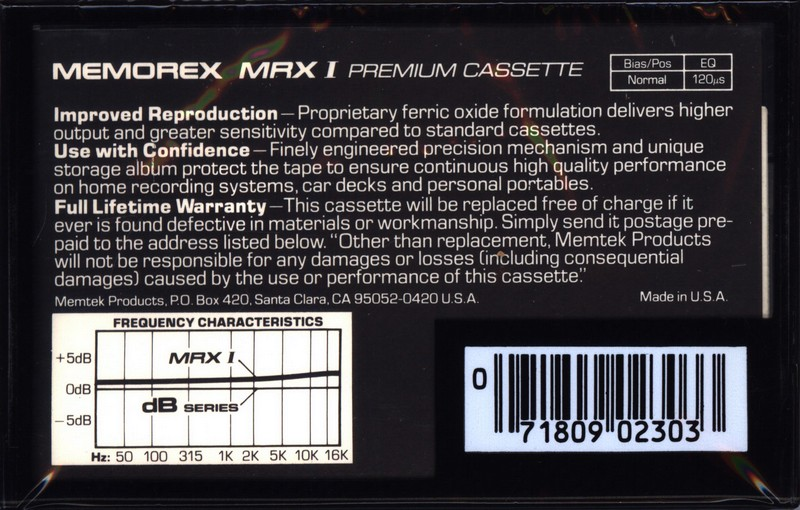 MEMOREX MRX I PREMIUM CASSETTE
Bias/Pos EQ
Normal 120µs
Improved Reproduction—Proprietary ferric oxide formulation delivers higher
output and greater sensitivity compared to standard cassettes.
Use with Confidence—Finely engineered precision mechanism and unique
storage album protect the tape to ensure continuous high quality performance
on home recording systems, car decks and personal portables.
Full Lifetime Warranty—This cassette will be replaced free of charge if it
ever is found defective in materials or workmanship. Simply send it postage pre-
paid to the address listed below. "Other than replacement, Memtek Products
will not be responsible for any damages or losses (including consequential
damages) caused by the use or performance of this cassette."
Memtek Products, P.O. Box 420, Santa Clara, CA 95052-0420 U.S.A.
Made in U.S.A.
FREQUENCY CHARACTERISTICS
+5dB
MRX I
0dB
dB SERIES
-5dB
Hz: 50 100 315 1K 2K 5K 10K 16K
0 71809 02303